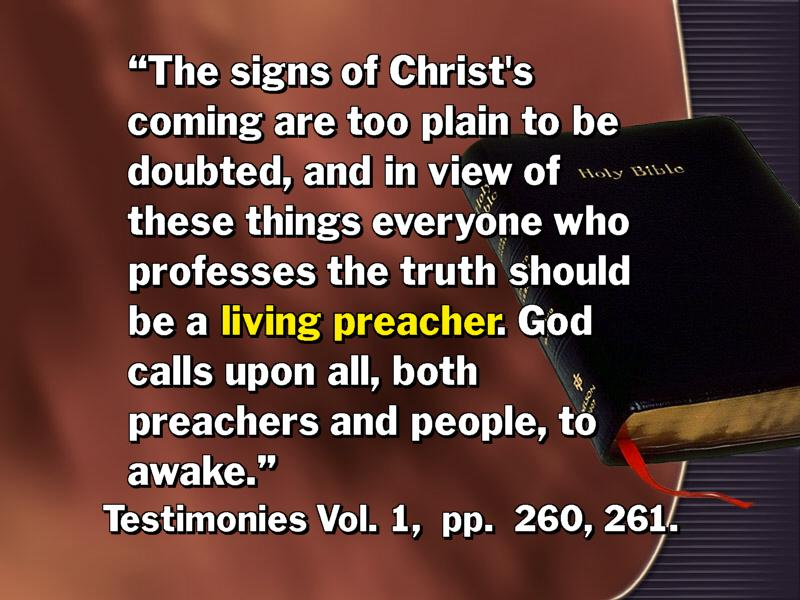 “The signs of Christ's
coming are too plain to be
doubted, and in view of
these things everyone who
professes the truth should
be a living preacher. God
calls upon all, both
preachers and people, to
awake.”
Testimonies Vol. 1, pp. 260, 261.
Holy Bible